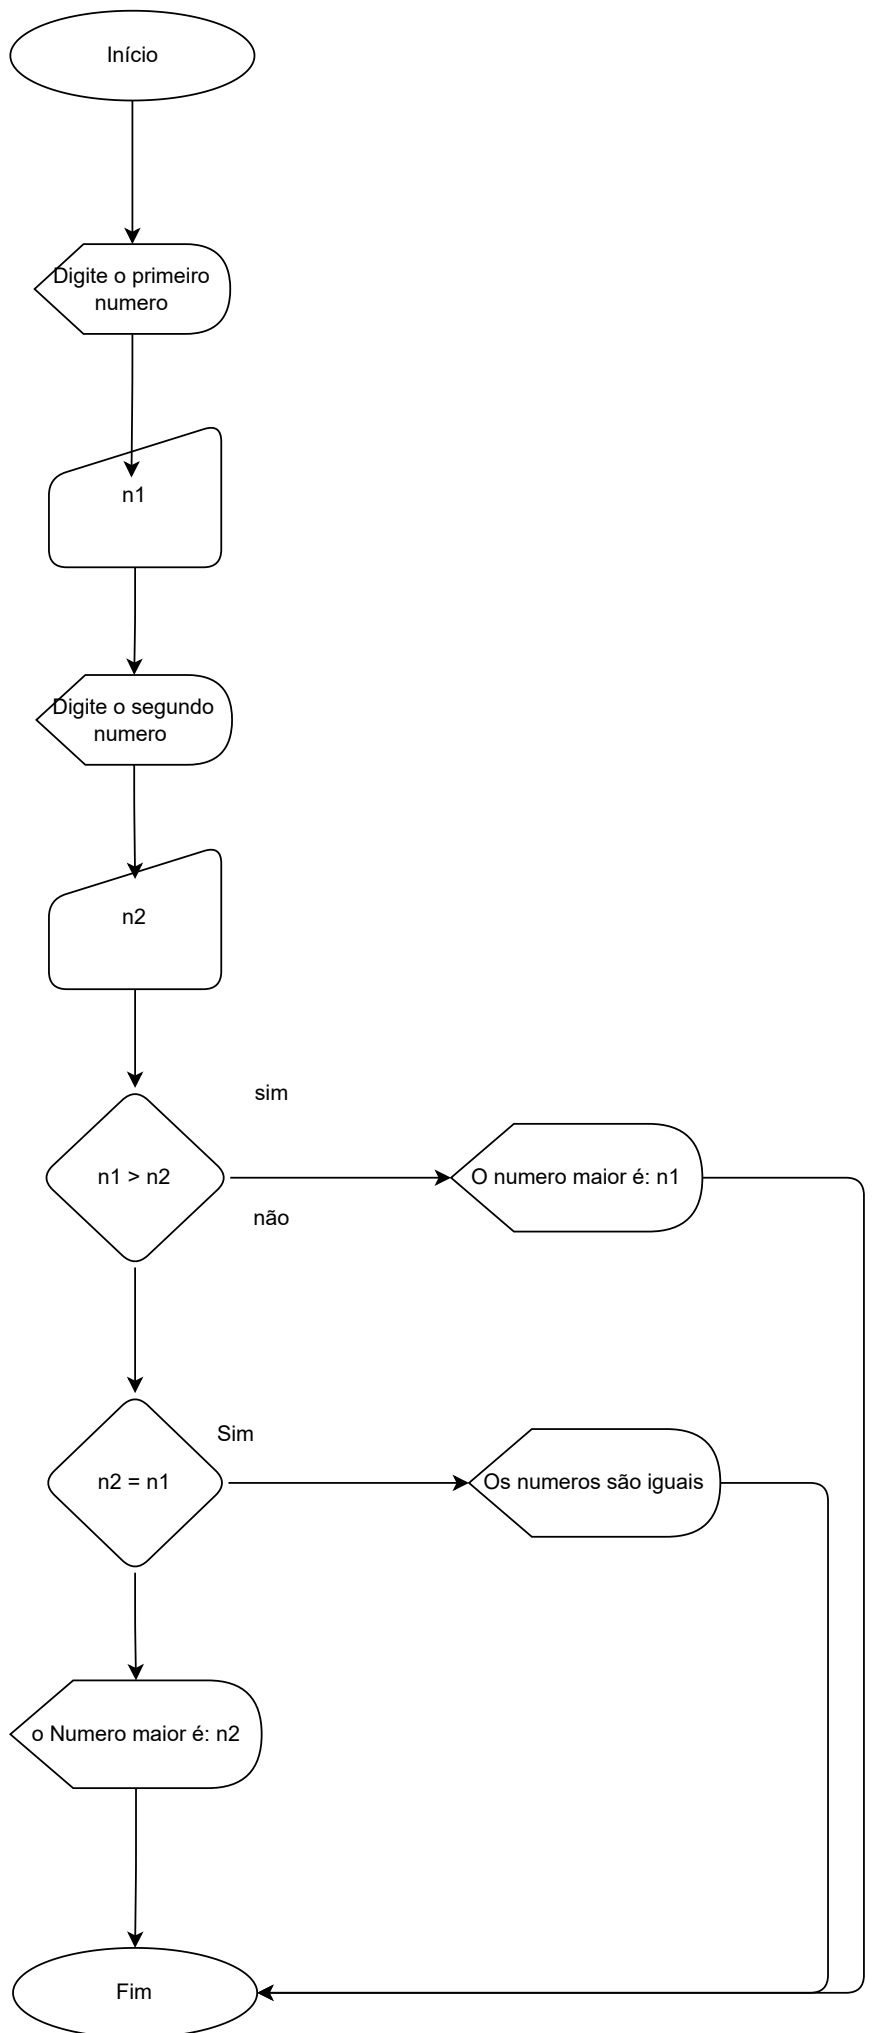 Início
Digite o primeiro
numero
n1
Digite o segundo
numero
n2
sim
n1 > n2
O numero maior é: n1
não
Sim
n2 = n1
Os numeros são iguais
o Numero maior é: n2
Fim